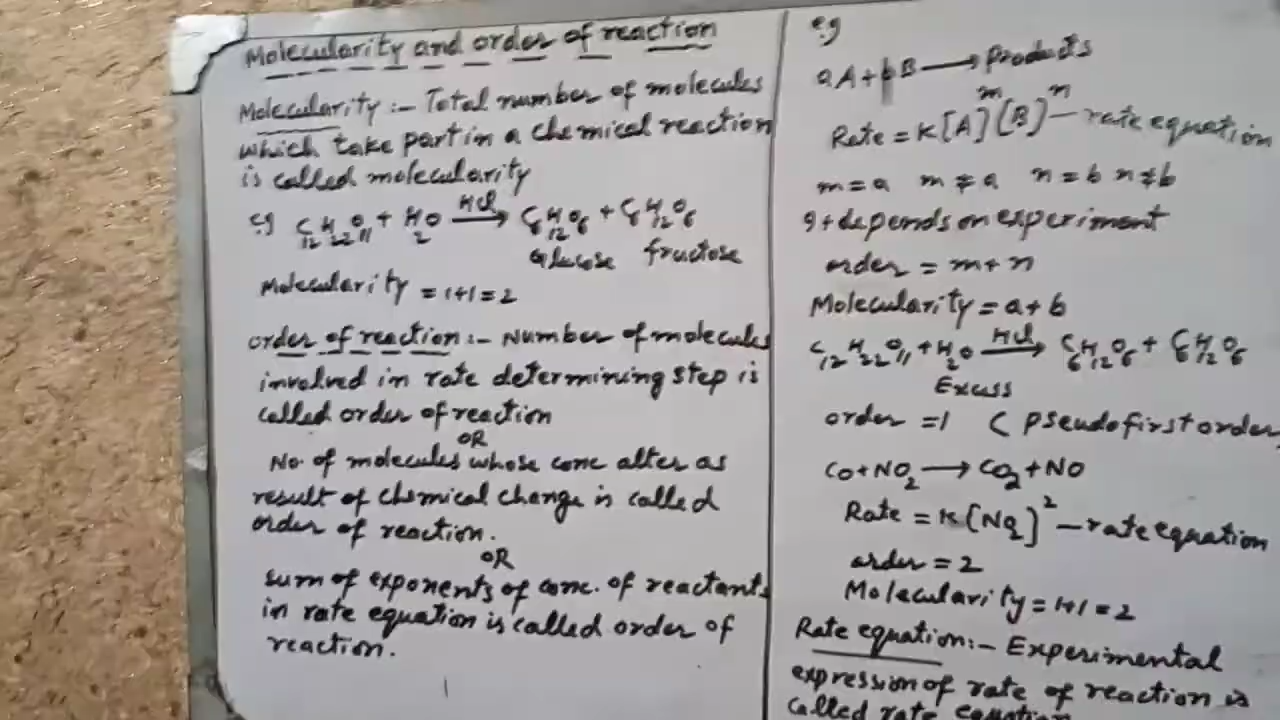 Molecularity and order of reaction
Molecularity :- Total number of molecules
which take part in a chemical reaction
is called molecularity
eg C₁₂H₂₂O₁₁ + H₂O —HCl→ C₆H₁₂O₆ + C₆H₁₂O₆
Glucose fructose
Molecularity = 1+1=2
order of reaction :- Number of molecules
involved in rate determining step is
called order of reaction
OR
No. of molecules whose conc alter as
result of chemical change is called
order of reaction.
OR
sum of exponents of conc. of reactants
in rate equation is called order of
reaction.
e.g
aA + bB ⟶ Products
Rate = K[A]ᵐ[B]ⁿ – rate equation
m=a m≠a n=b n≠b
It depends on experiment
order = m+n
Molecularity = a+b
C₁₂H₂₂O₁₁ + H₂O —HCl→ C₆H₁₂O₆ + C₆H₁₂O₆
Excess
order =1 ( pseudo first order
CO+NO₂ ⟶ CO₂+NO
Rate = K[NO₂]² – rate equation
order = 2
Molecularity = 1+1=2
Rate equation:- Experimental
expression of rate of reaction is
called rate equation